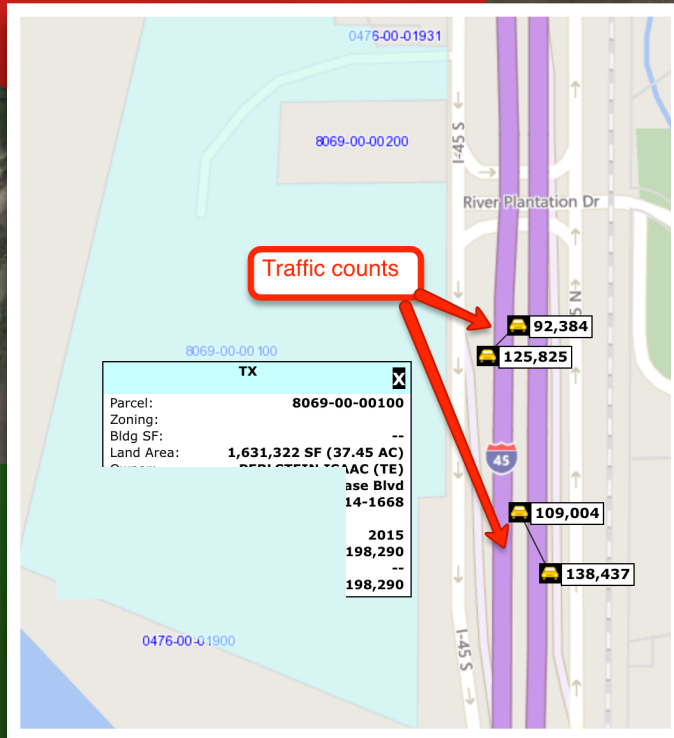 0476-00-01931
8069-00-00200
I-45 S
River Plantation Dr
Traffic counts
5 N
92,384
125,825
8069-00-00100
TX
X
Parcel: 8069-00-00100
Zoning:
Bldg SF: --
Land Area: 1,631,322 SF (37.45 AC)
(TE)
ase Blvd
14-1668
2015
198,290
--
198,290
45
109,004
138,437
0476-00-01900
I-45 S